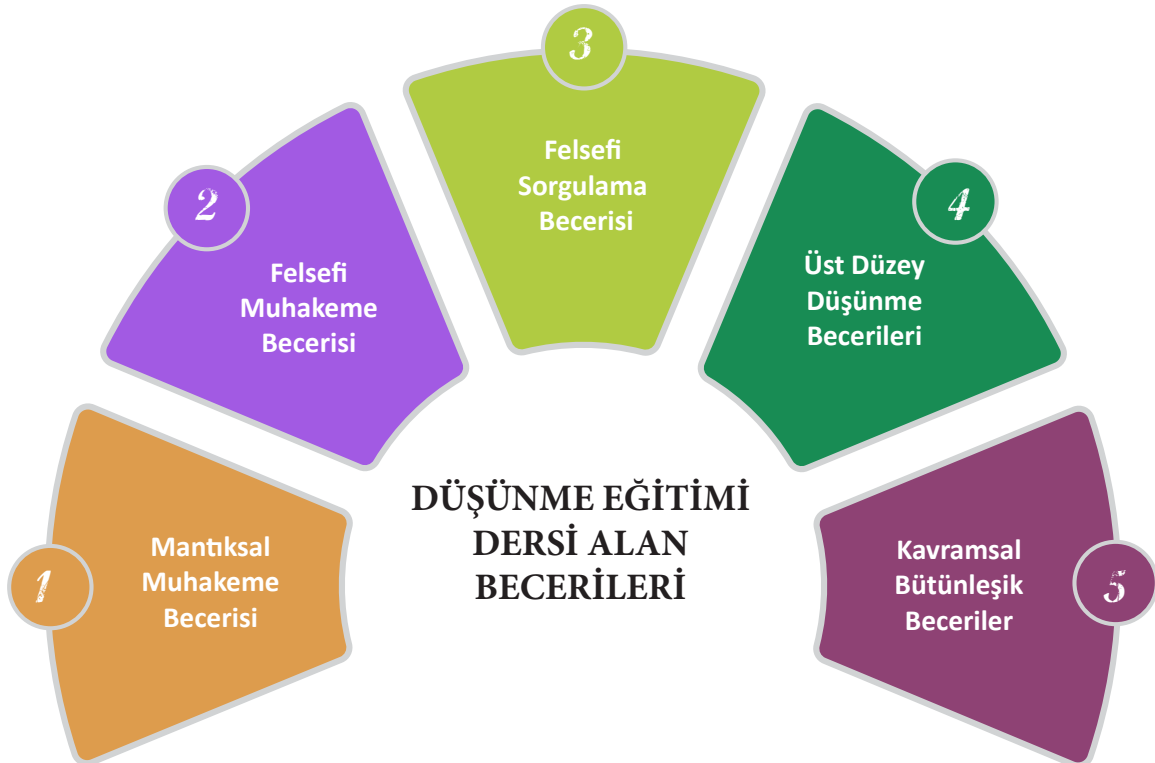 1
Mantıksal
Muhakeme
Becerisi
2
Felsefi
Muhakeme
Becerisi
3
Felsefi
Sorgulama
Becerisi
4
Üst Düzey
Düşünme
Becerileri
5
Kavramsal
Bütünleşik
Beceriler
DÜŞÜNME EĞİTİMİ
DERSİ ALAN
BECERİLERİ